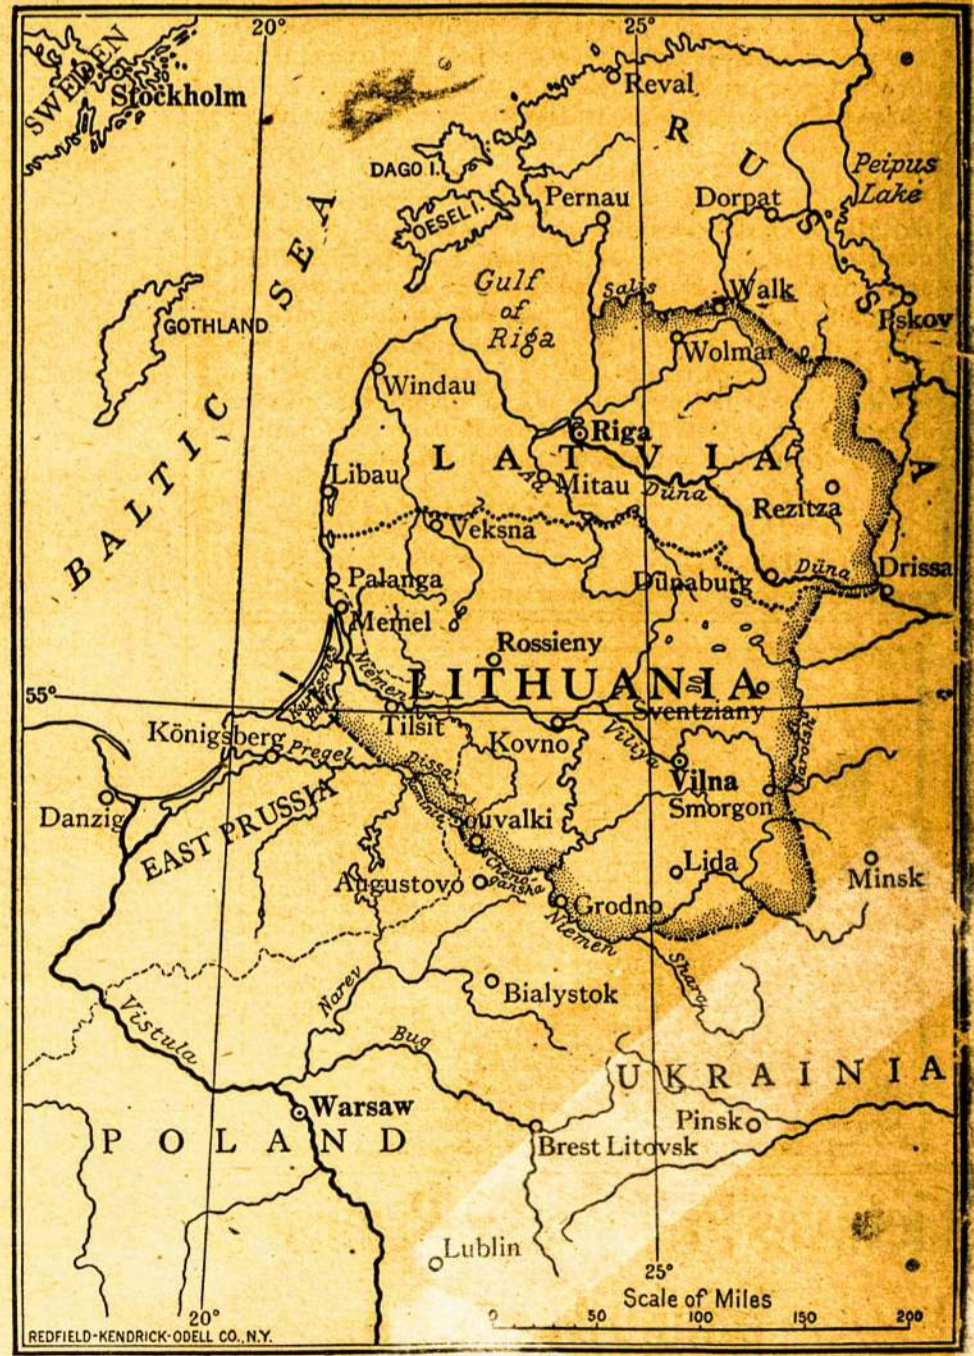 20°
25°
SWEDEN
Stockholm
Reval
RUSSIA
DAGO I.
OESEL I.
Pernau
Dorpat
Peipus
Lake
BALTIC SEA
Gulf
of
Riga
Salis
Walk
Pskov
GOTHLAND
Wolmar
Windau
Riga
LATVIA
Libau
Aa
Mitau
Düna
Rezitza
Veksna
Palanga
Dünaburg
Düna
Drissa
Memel
Rossieny
Niemen
LITHUANIA
55°
Sventziany
Tilsit
Königsberg
Pregel
Kovno
Viliya
Vilna
Smorgon
Danzig
EAST PRUSSIA
Souvalki
Lida
Minsk
Augustovo
Grodno
Niemen
Shara
Narev
Bialystok
Vistula
Bug
UKRAINIA
Warsaw
Pinsk
POLAND
Brest Litovsk
Lublin
25°
20°
Scale of Miles
0 50 100 150 200
REDFIELD-KENDRICK-ODELL CO., N.Y.